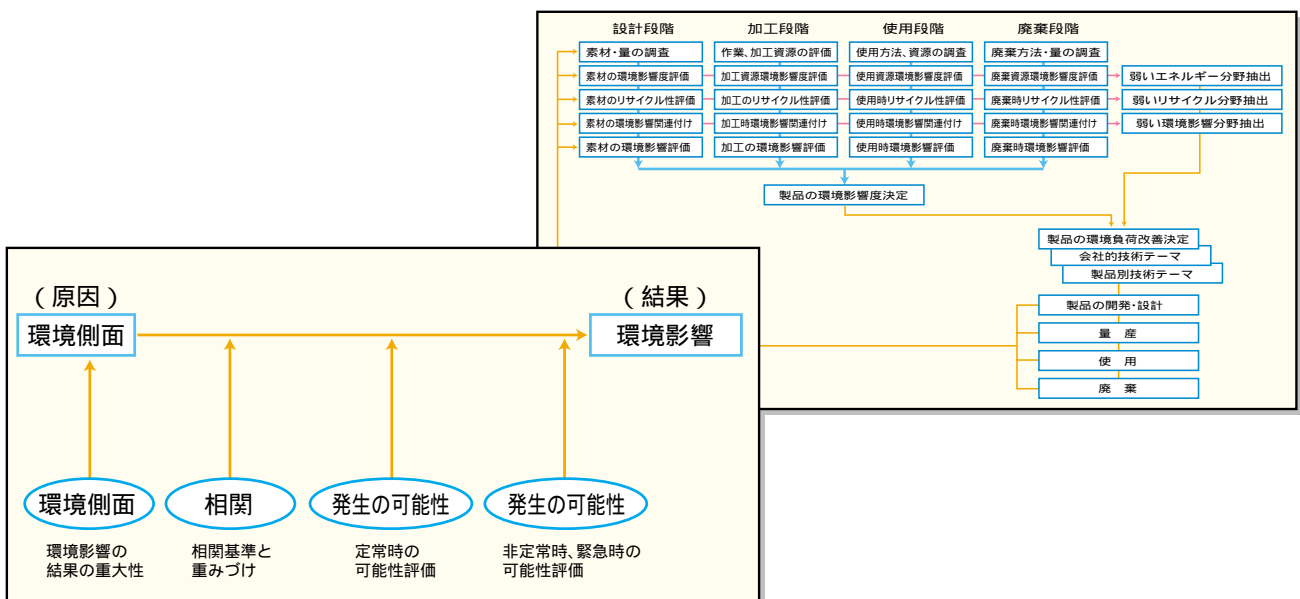 設計段階 加工段階 使用段階 廃棄段階
素材・量の調査 作業、加工資源の評価 使用方法、資源の調査 廃棄方法・量の調査
素材の環境影響度評価 加工資源環境影響度評価 使用資源環境影響度評価 廃棄資源環境影響度評価 弱いエネルギー分野抽出
素材のリサイクル性評価 加工のリサイクル性評価 使用時リサイクル性評価 廃棄時リサイクル性評価 弱いリサイクル分野抽出
素材の環境影響関連付け 加工時環境影響関連付け 使用時環境影響関連付け 廃棄時環境影響関連付け 弱い環境影響分野抽出
素材の環境影響評価 加工の環境影響評価 使用時環境影響評価 廃棄時環境影響評価
製品の環境影響度決定
製品の環境負荷改善決定
会社的技術テーマ
製品別技術テーマ
製品の開発・設計
量 産
使 用
廃 棄
(原因) (結果)
環境側面 環境影響
環境側面 相関 発生の可能性 発生の可能性
環境影響の 相関基準と 定常時の 非定常時、緊急時の
結果の重大性 重みづけ 可能性評価 可能性評価